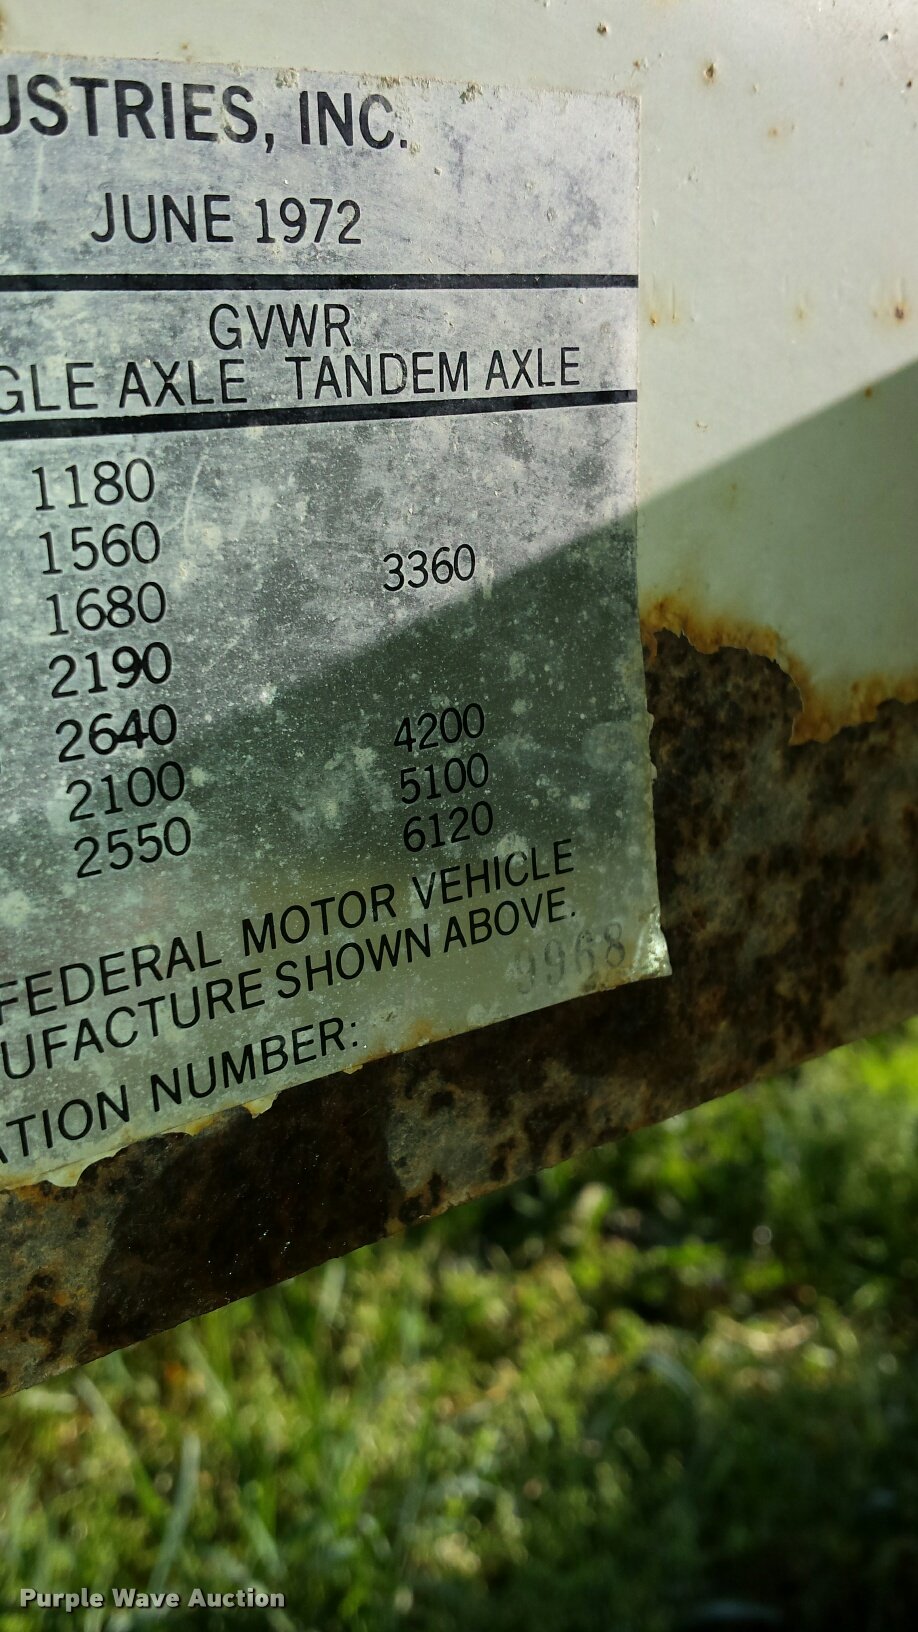 USTRIES, INC.
JUNE 1972
GVWR
GLE AXLE TANDEM AXLE
1180
1560 3360
1680
2190
2640 4200
2100 5100
2550 6120
FEDERAL MOTOR VEHICLE
UFACTURE SHOWN ABOVE.
9968
ATION NUMBER:
Purple Wave Auction